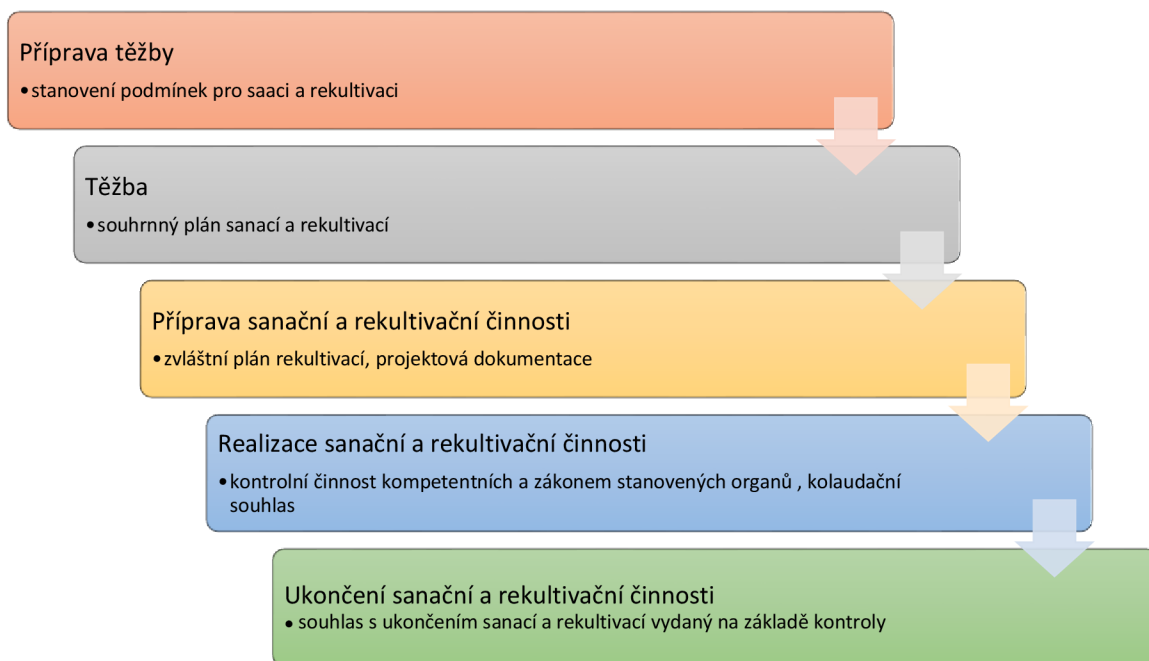 Příprava těžby
•stanovení podmínek pro saaci a rekultivaci
Těžba
•souhrnný plán sanací a rekultivací
Příprava sanační a rekultivační činnosti
•zvláštní plán rekultivací, projektová dokumentace
Realizace sanační a rekultivační činnosti
•kontrolní činnost kompetentních a zákonem stanovených organů , kolaudační
souhlas
Ukončení sanační a rekultivační činnosti
• souhlas s ukončením sanací a rekultivací vydaný na základě kontroly